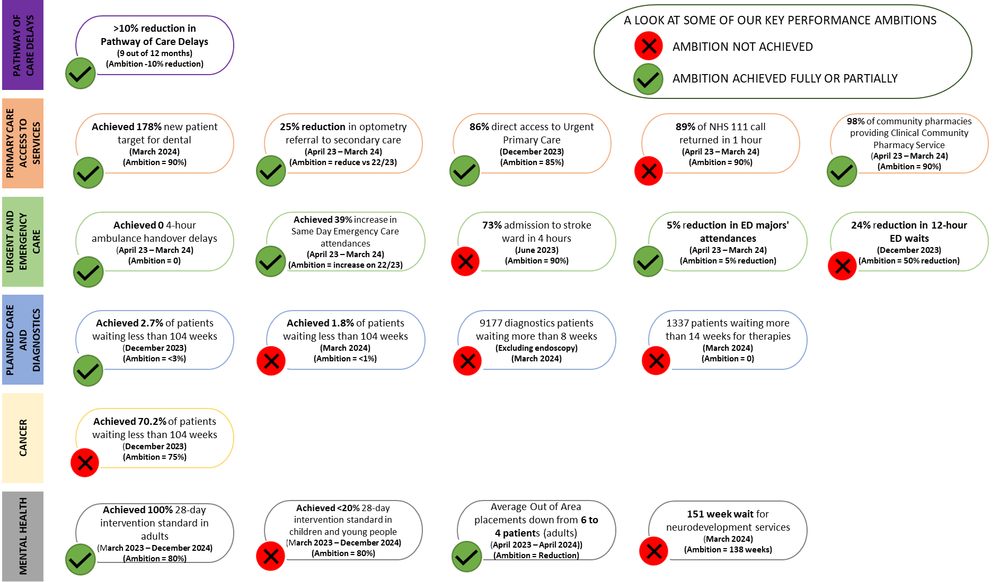 PATHWAY OF
CARE DELAYS
>10% reduction in
Pathway of Care Delays
(9 out of 12 months)
(Ambition -10% reduction)
A LOOK AT SOME OF OUR KEY PERFORMANCE AMBITIONS
AMBITION NOT ACHIEVED
AMBITION ACHIEVED FULLY OR PARTIALLY
PRIMARY CARE
ACCESS TO
SERVICES
Achieved 178% new patient
target for dental
(March 2024)
(Ambition = 90%)
25% reduction in optometry
referral to secondary care
(April 23 – March 24)
(Ambition = reduce vs 22/23)
86% direct access to Urgent
Primary Care
(December 2023)
(Ambition = 85%)
89% of NHS 111 call
returned in 1 hour
(April 23 – March 24)
(Ambition = 90%)
98% of community pharmacies
providing Clinical Community
Pharmacy Service
(April 23 – March 24)
(Ambition = 90%)
URGENT AND
EMERGENCY
CARE
Achieved 0 4-hour
ambulance handover delays
(April 23 – March 24)
(Ambition = 0)
Achieved 39% increase in
Same Day Emergency Care
attendances
(April 23 – March 24)
(Ambition = increase on 22/23)
73% admission to stroke
ward in 4 hours
(June 2023)
(Ambition = 90%)
5% reduction in ED majors'
attendances
(April 23 – March 24)
(Ambition = 5% reduction)
24% reduction in 12-hour
ED waits
(December 2023)
(Ambition = 50% reduction)
PLANNED CARE
AND
DIAGNOSTICS
Achieved 2.7% of patients
waiting less than 104 weeks
(December 2023)
(Ambition = <3%)
Achieved 1.8% of patients
waiting less than 104 weeks
(March 2024)
(Ambition = <1%)
9177 diagnostics patients
waiting more than 8 weeks
(Excluding endoscopy)
(March 2024)
1337 patients waiting more
than 14 weeks for therapies
(March 2024)
(Ambition = 0)
CANCER
Achieved 70.2% of patients
waiting less than 104 weeks
(December 2023)
(Ambition = 75%)
MENTAL HEALTH
Achieved 100% 28-day
intervention standard in
adults
(March 2023 – December 2024)
(Ambition = 80%)
Achieved <20% 28-day
intervention standard in
children and young people
(March 2023 – December 2024)
(Ambition = 80%)
Average Out of Area
placements down from 6 to
4 patients (adults)
(April 2023 – April 2024))
(Ambition = Reduction)
151 week wait for
neurodevelopment services
(March 2024)
(Ambition = 138 weeks)